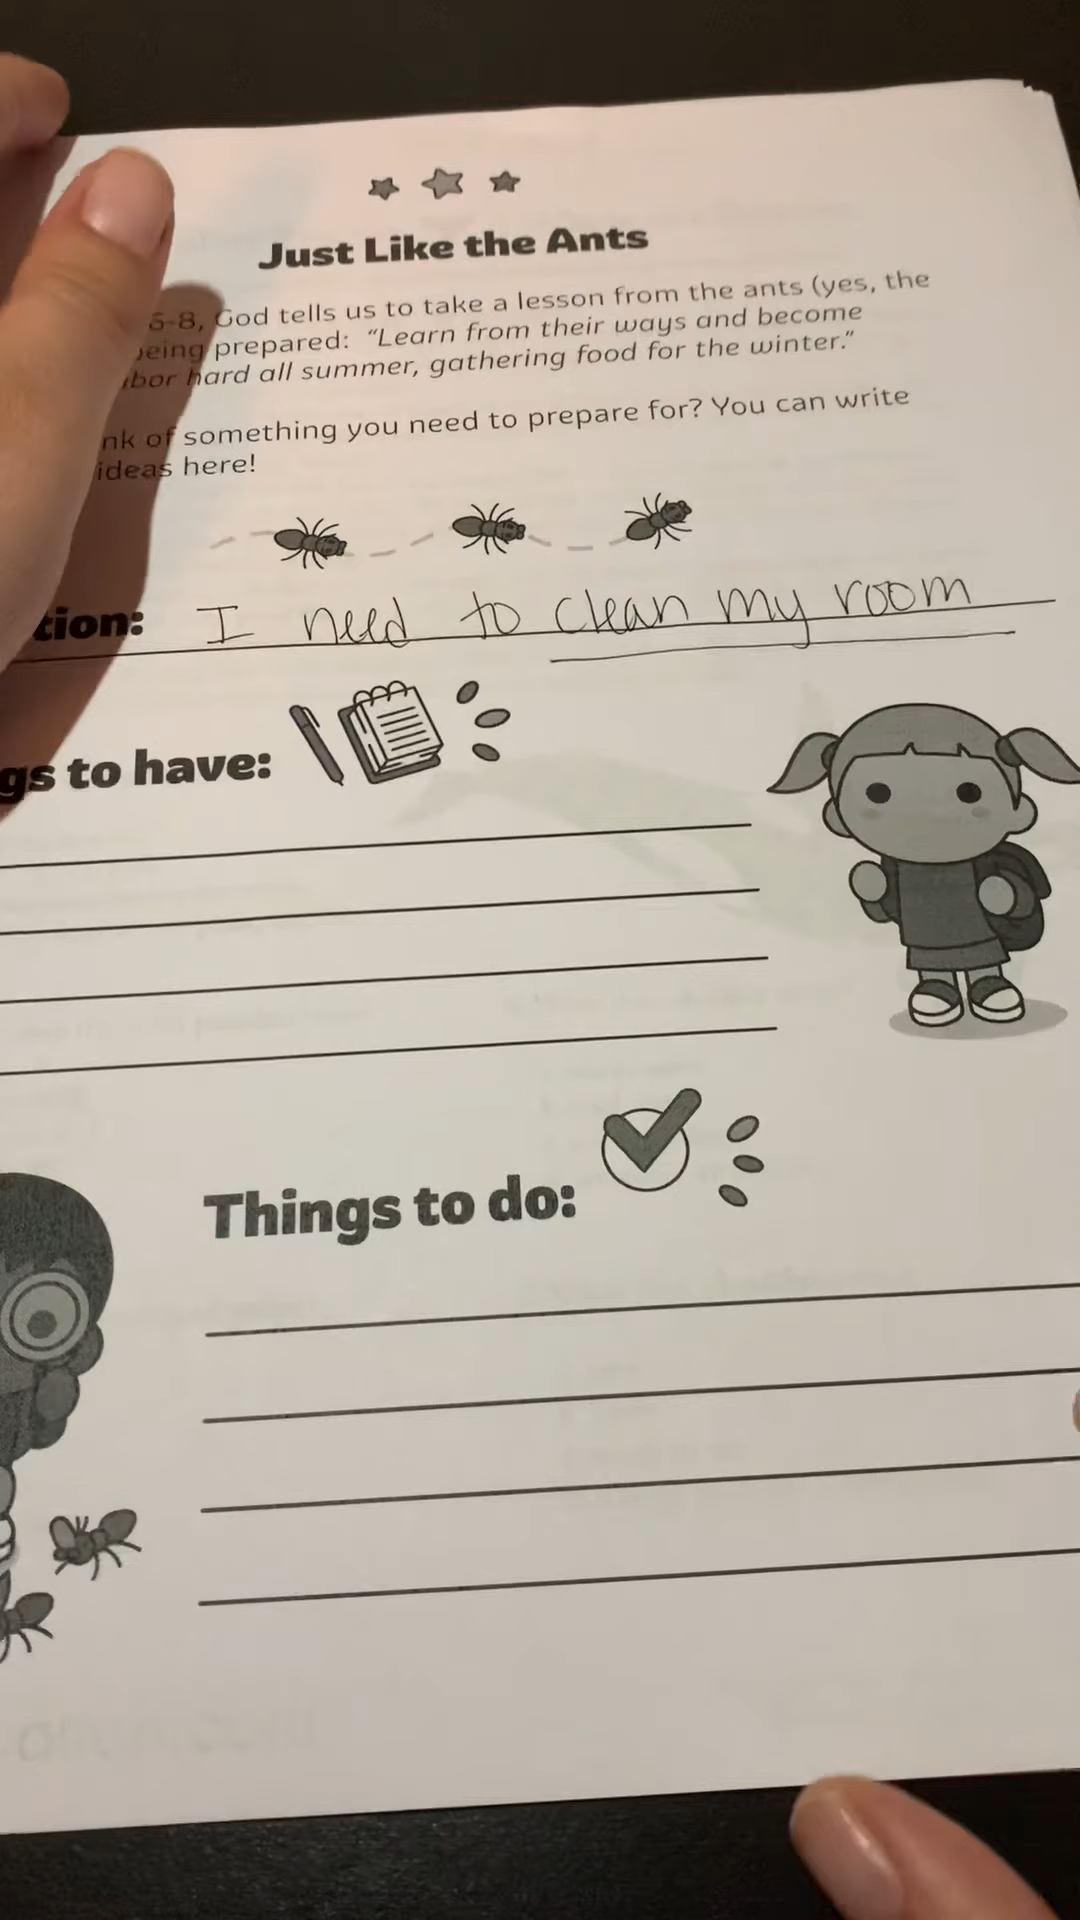 Just Like the Ants
6-8, God tells us to take a lesson from the ants (yes, the
being prepared: “Learn from their ways and become
hard all summer, gathering food for the winter.”
of something you need to prepare for? You can write
ideas here!
tion: I need to clean my room
gs to have:
Things to do: